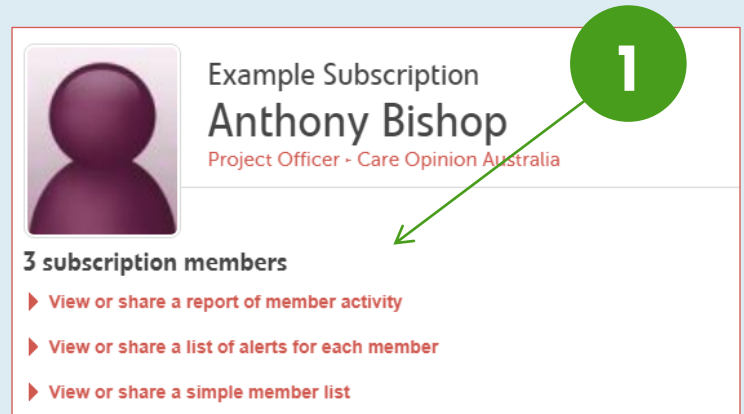 1
Example Subscription
Anthony Bishop
Project Officer - Care Opinion Australia
3 subscription members
View or share a report of member activity
View or share a list of alerts for each member
View or share a simple member list